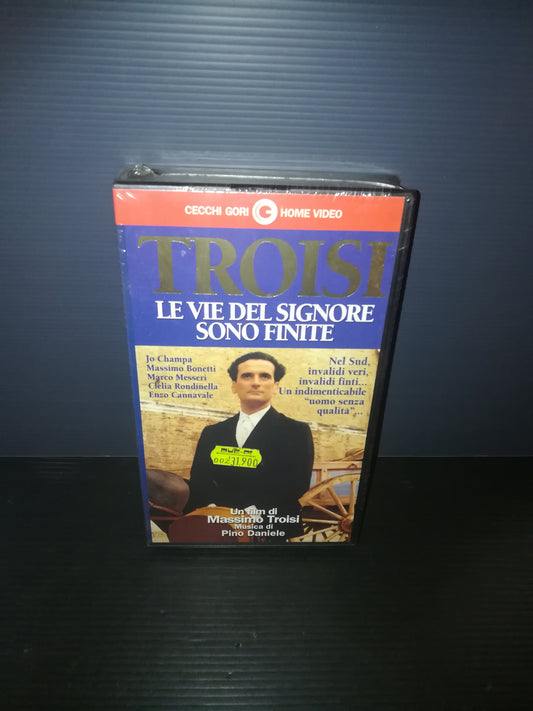 CECCHI GORI HOME VIDEO
TROISI
LE VIE DEL SIGNORE
SONO FINITE
Jo Champa
Massimo Bonetti
Marco Messeri
Clelia Rondinella
Enzo Cannavale
Nel Sud,
invalidi veri,
invalidi finti...
Un indimenticabile
"uomo senza
qualità"...
00231900
Un film di
Massimo Troisi
Musica di
Pino Daniele